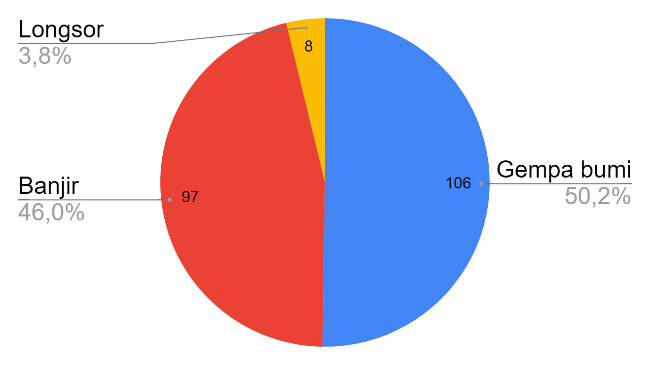 Longsor
3,8%
8
Gempa bumi
50,2%
106
Banjir
46,0%
97